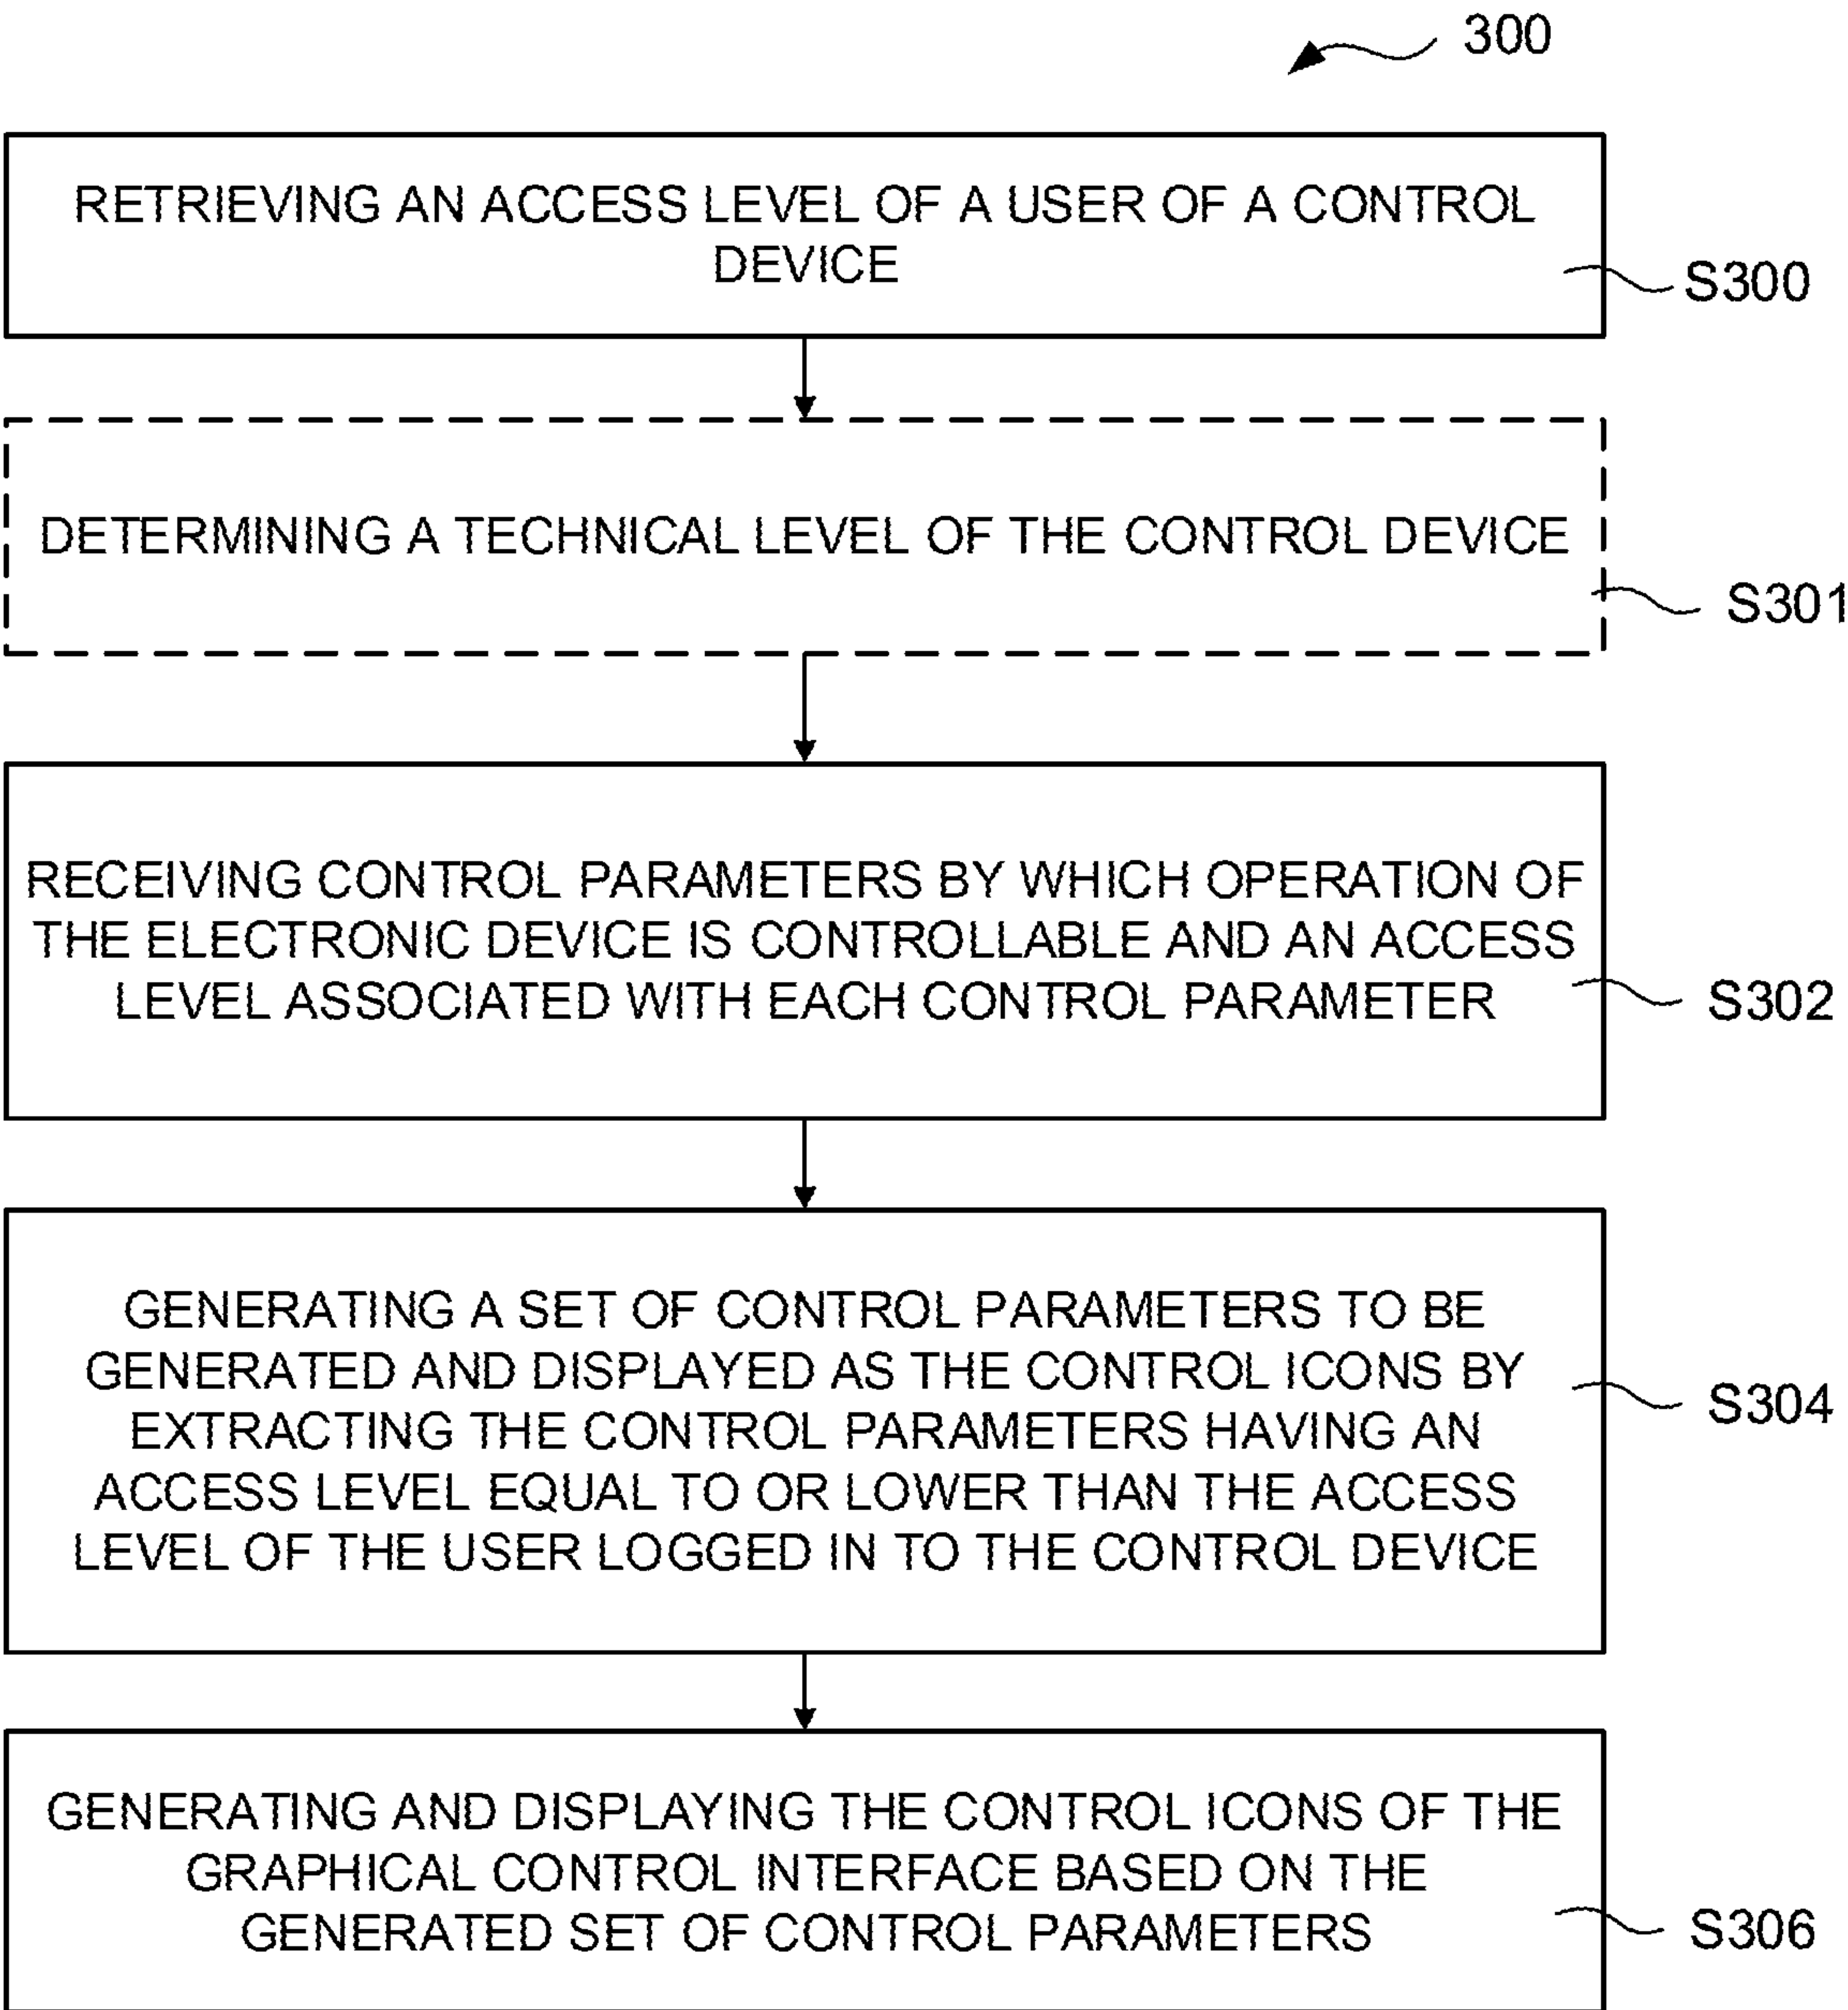 300
RETRIEVING AN ACCESS LEVEL OF A USER OF A CONTROL
DEVICE
S300
DETERMINING A TECHNICAL LEVEL OF THE CONTROL DEVICE
S301
RECEIVING CONTROL PARAMETERS BY WHICH OPERATION OF
THE ELECTRONIC DEVICE IS CONTROLLABLE AND AN ACCESS
LEVEL ASSOCIATED WITH EACH CONTROL PARAMETER
S302
GENERATING A SET OF CONTROL PARAMETERS TO BE
GENERATED AND DISPLAYED AS THE CONTROL ICONS BY
EXTRACTING THE CONTROL PARAMETERS HAVING AN
ACCESS LEVEL EQUAL TO OR LOWER THAN THE ACCESS
LEVEL OF THE USER LOGGED IN TO THE CONTROL DEVICE
S304
GENERATING AND DISPLAYING THE CONTROL ICONS OF THE
GRAPHICAL CONTROL INTERFACE BASED ON THE
GENERATED SET OF CONTROL PARAMETERS
S306